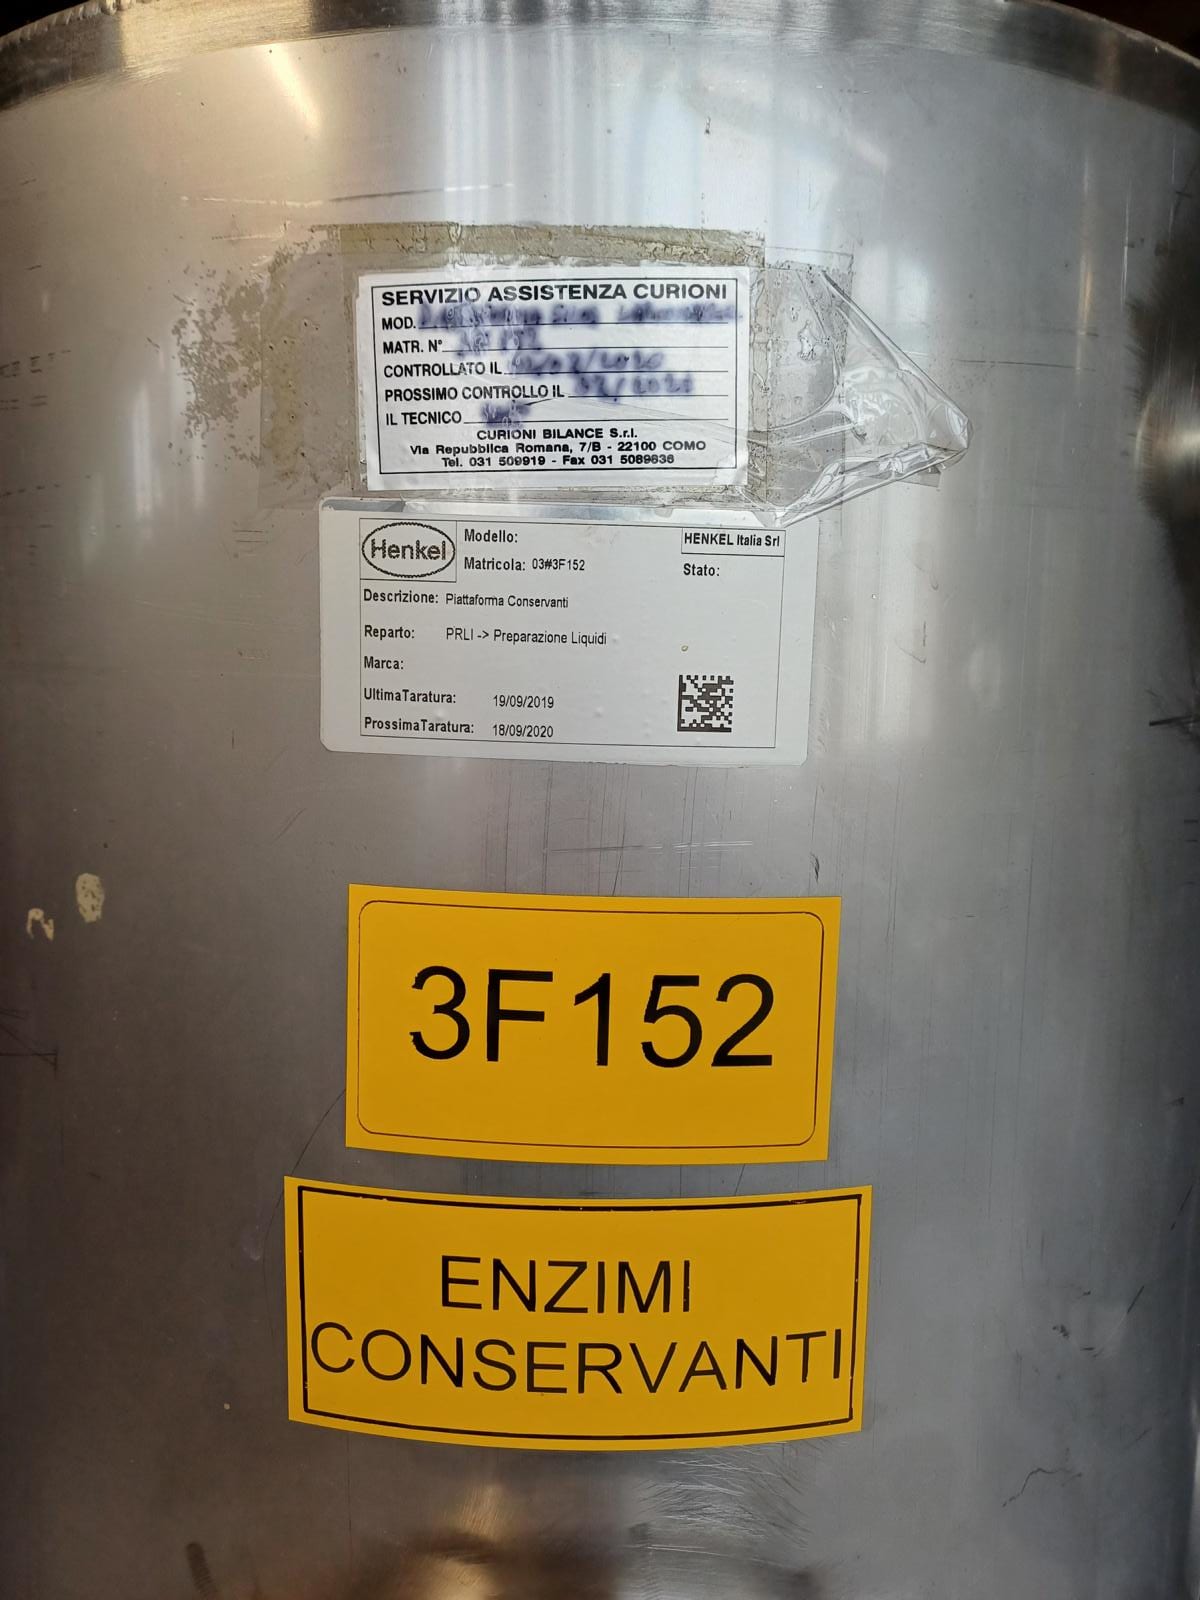 SERVIZIO ASSISTENZA CURIONI
MOD.
MATR. N°
CONTROLLATO IL
PROSSIMO CONTROLLO IL
IL TECNICO
CURIONI BILANCE S.r.l.
Via Repubblica Romana, 7/B - 22100 COMO
Tel. 031 509919 - Fax 031 5089636
Henkel
Modello:
HENKEL Italia Srl
Matricola: 03#3F152
Stato:
Descrizione: Piattaforma Conservanti
Reparto: PRLI -> Preparazione Liquidi
Marca:
UltimaTaratura: 19/09/2019
ProssimaTaratura: 18/09/2020
3F152
ENZIMI
CONSERVANTI